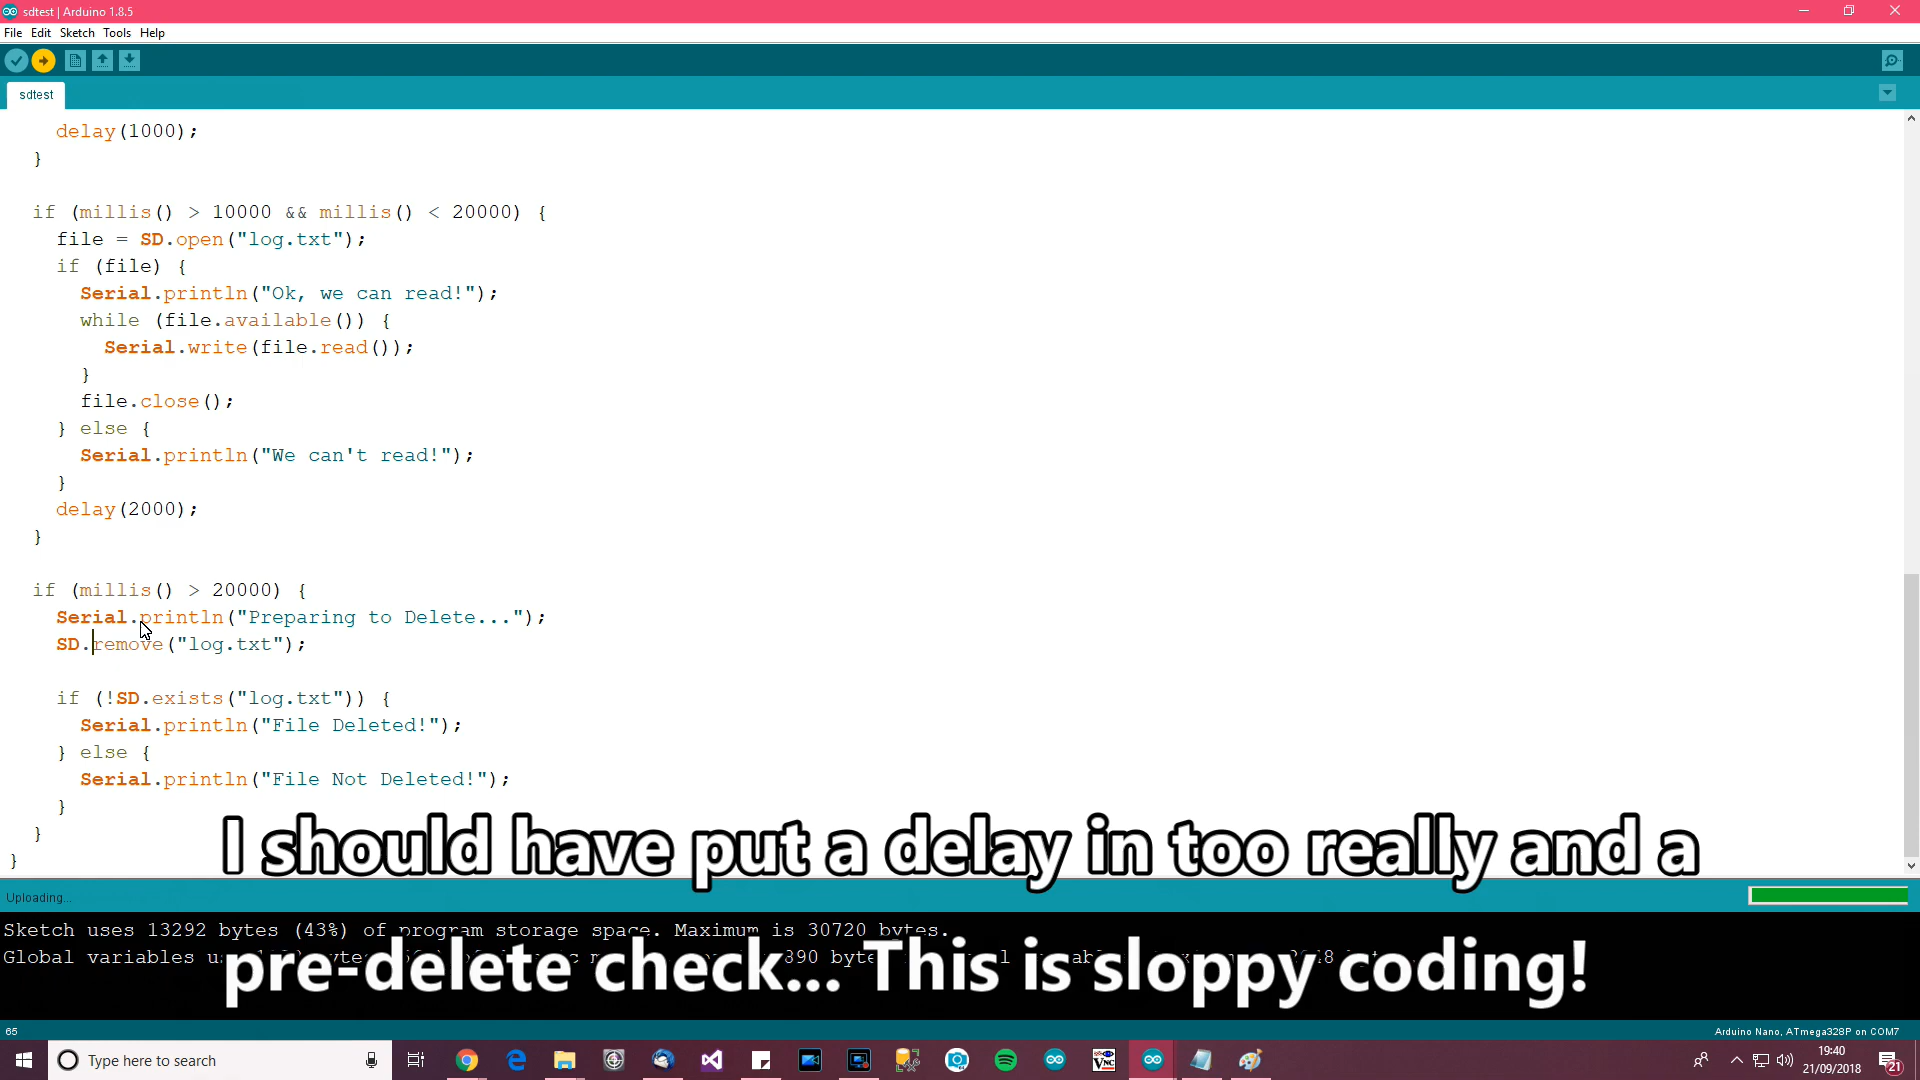 sdtest | Arduino 1.8.5
File Edit Sketch Tools Help
sdtest
delay(1000);
}
if (millis() > 10000 && millis() < 20000) {
file = SD.open("log.txt");
if (file) {
Serial.println("Ok, we can read!");
while (file.available()) {
Serial.write(file.read());
}
file.close();
} else {
Serial.println("We can't read!");
}
delay(2000);
}
if (millis() > 20000) {
Serial.println("Preparing to Delete...");
SD.remove("log.txt");
if (!SD.exists("log.txt")) {
Serial.println("File Deleted!");
} else {
Serial.println("File Not Deleted!");
}
}
}
I should have put a delay in too really and a
pre-delete check... This is sloppy coding!
Uploading...
Sketch uses 13292 bytes (43%) of program storage space. Maximum is 30720 bytes.
Global variables
65
Arduino Nano, ATmega328P on COM7
Type here to search
19:40
21/09/2018
21